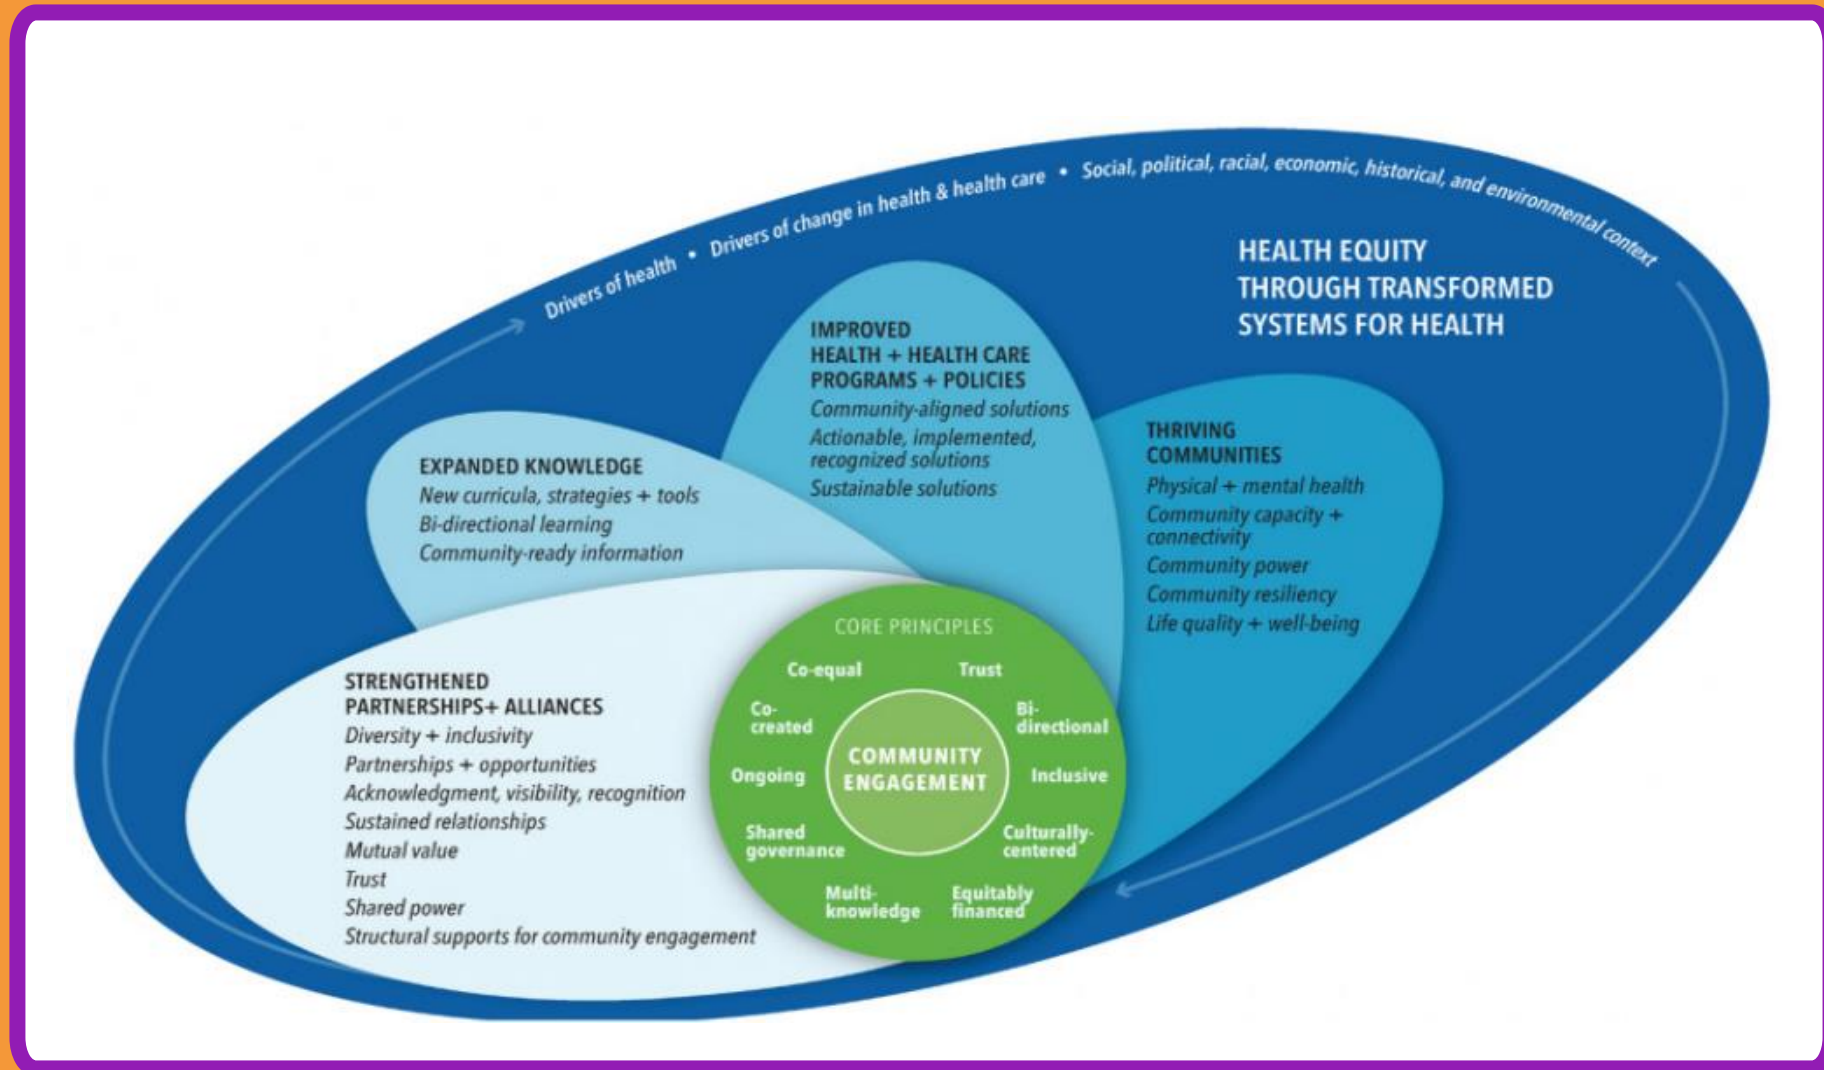 Drivers of health • Drivers of change in health & health care • Social, political, racial, economic, historical, and environmental context
HEALTH EQUITY
THROUGH TRANSFORMED
SYSTEMS FOR HEALTH
IMPROVED
HEALTH + HEALTH CARE
PROGRAMS + POLICIES
Community-aligned solutions
Actionable, implemented,
recognized solutions
Sustainable solutions
THRIVING
COMMUNITIES
Physical + mental health
Community capacity +
connectivity
Community power
Community resiliency
Life quality + well-being
EXPANDED KNOWLEDGE
New curricula, strategies + tools
Bi-directional learning
Community-ready information
STRENGTHENED
PARTNERSHIPS+ ALLIANCES
Diversity + inclusivity
Partnerships + opportunities
Acknowledgment, visibility, recognition
Sustained relationships
Mutual value
Trust
Shared power
Structural supports for community engagement
CORE PRINCIPLES
Co-equal
Trust
Co-
created
Bi-
directional
Ongoing
COMMUNITY
ENGAGEMENT
Inclusive
Shared
governance
Culturally-
centered
Multi-
knowledge
Equitably
financed